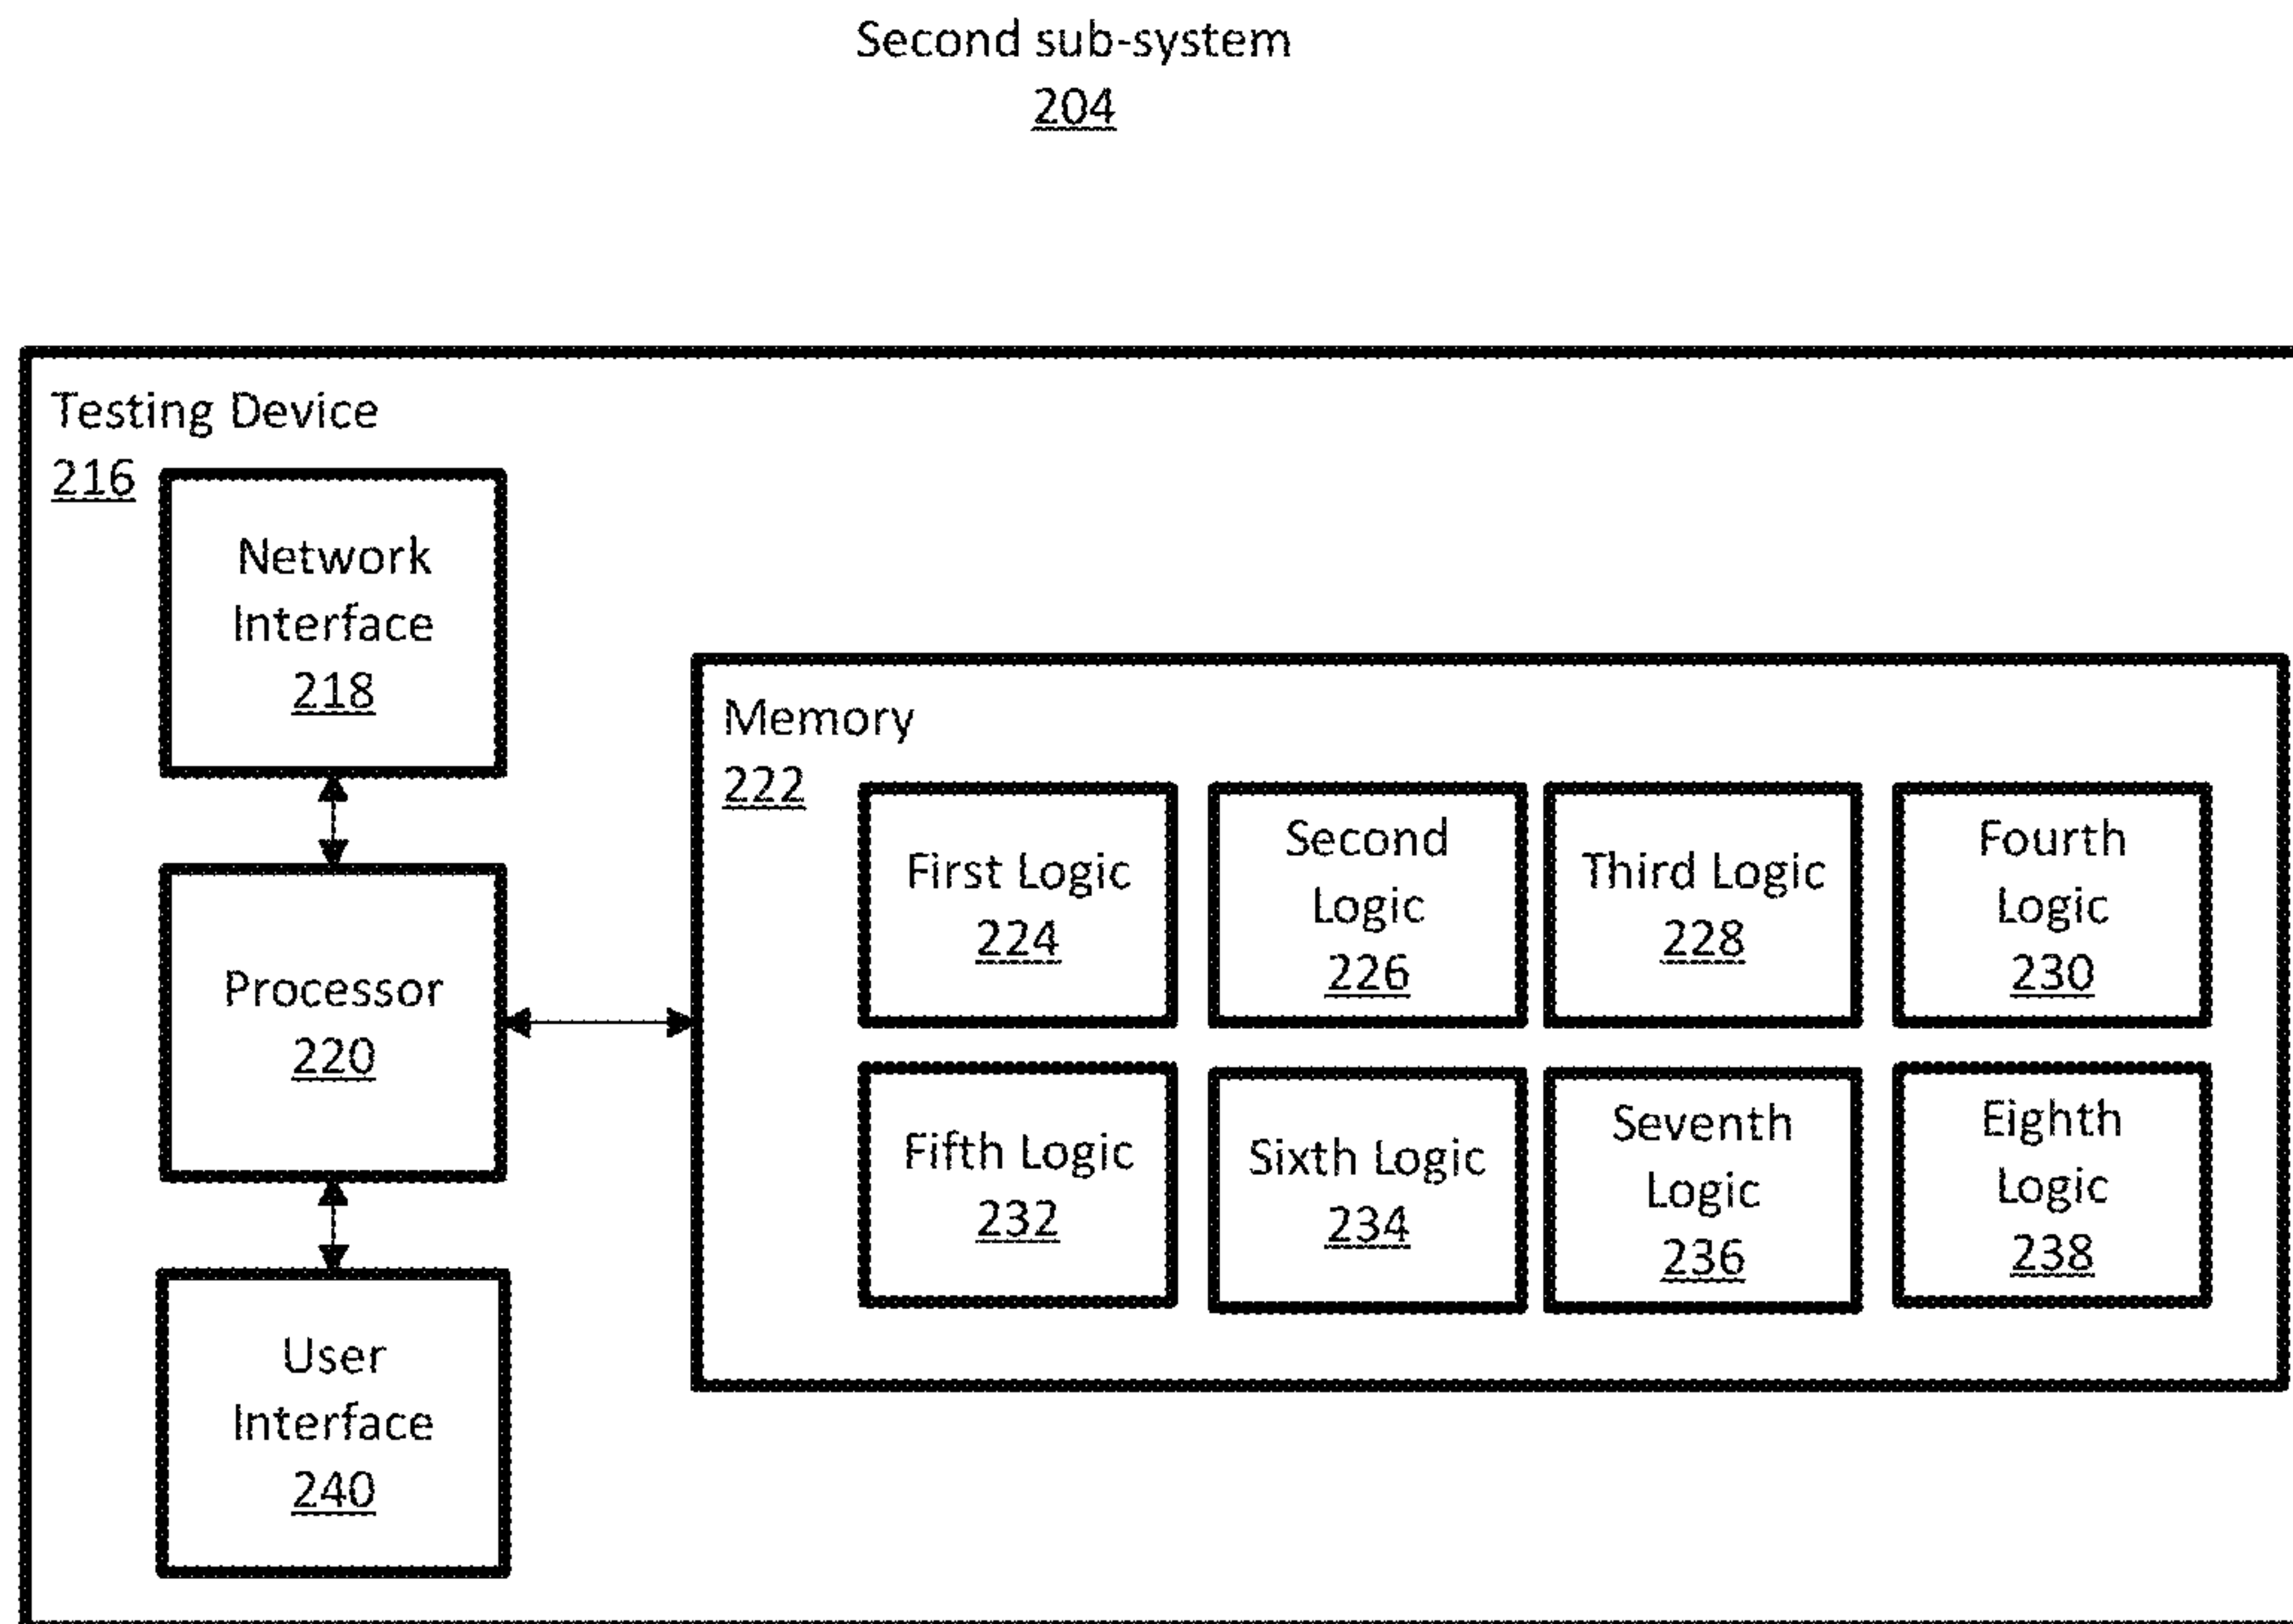 Second sub-system
204
Testing Device
216
Network
Interface
218
Processor
220
User
Interface
240
Memory
222
First Logic
224
Second
Logic
226
Third Logic
228
Fourth
Logic
230
Fifth Logic
232
Sixth Logic
234
Seventh
Logic
236
Eighth
Logic
238